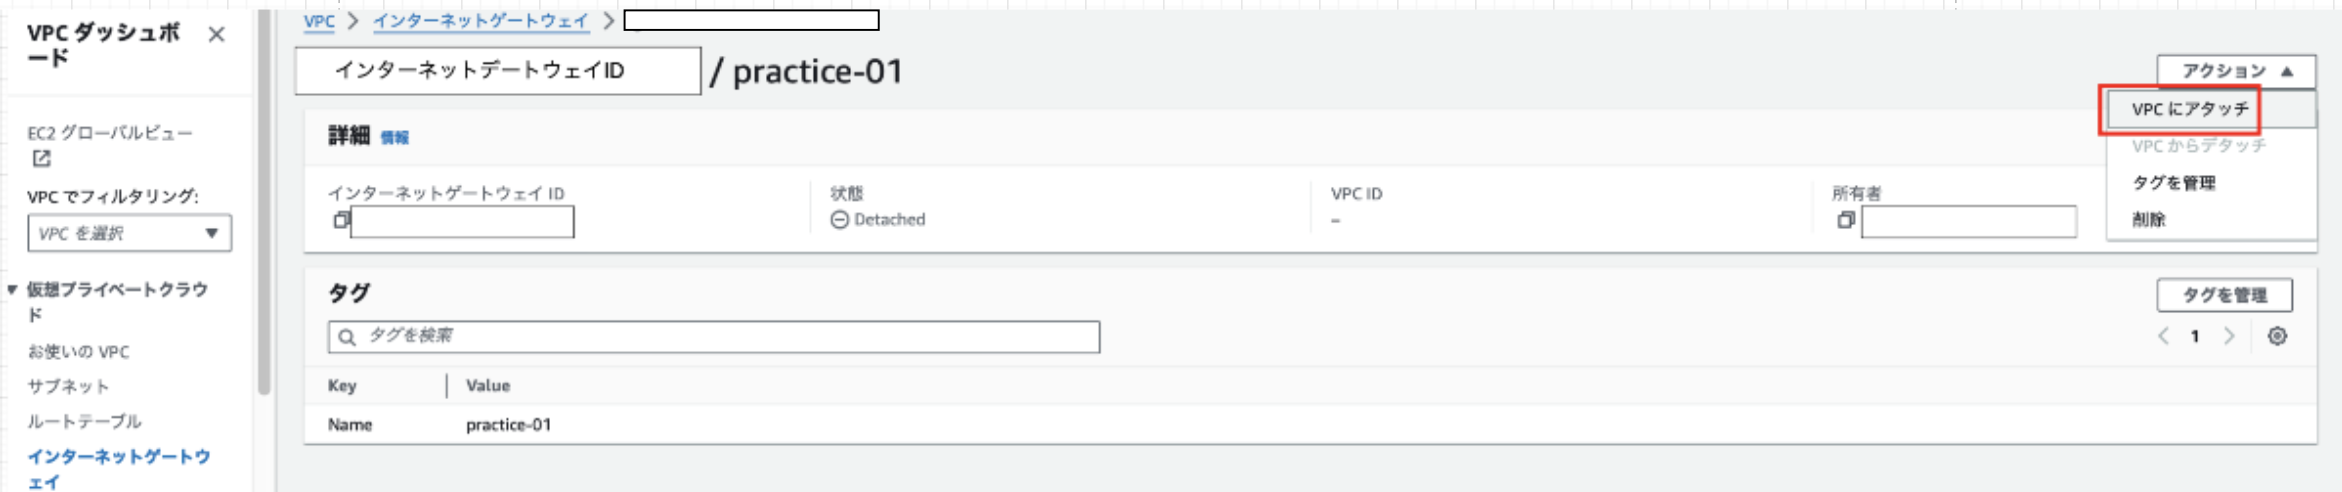 VPC ダッシュボ
ード
EC2 グローバルビュー
VPC でフィルタリング:
VPC を選択
仮想プライベートクラウ
ド
お使いの VPC
サブネット
ルートテーブル
インターネットゲートウ
ェイ
VPC > インターネットゲートウェイ >
インターネットデートウェイID / practice-01
アクション
VPC にアタッチ
VPC からデタッチ
タグを管理
削除
詳細 情報
インターネットゲートウェイ ID
状態
Detached
VPC ID
–
所有者
タグ
タグを管理
タグを検索
1
Key Value
Name practice-01